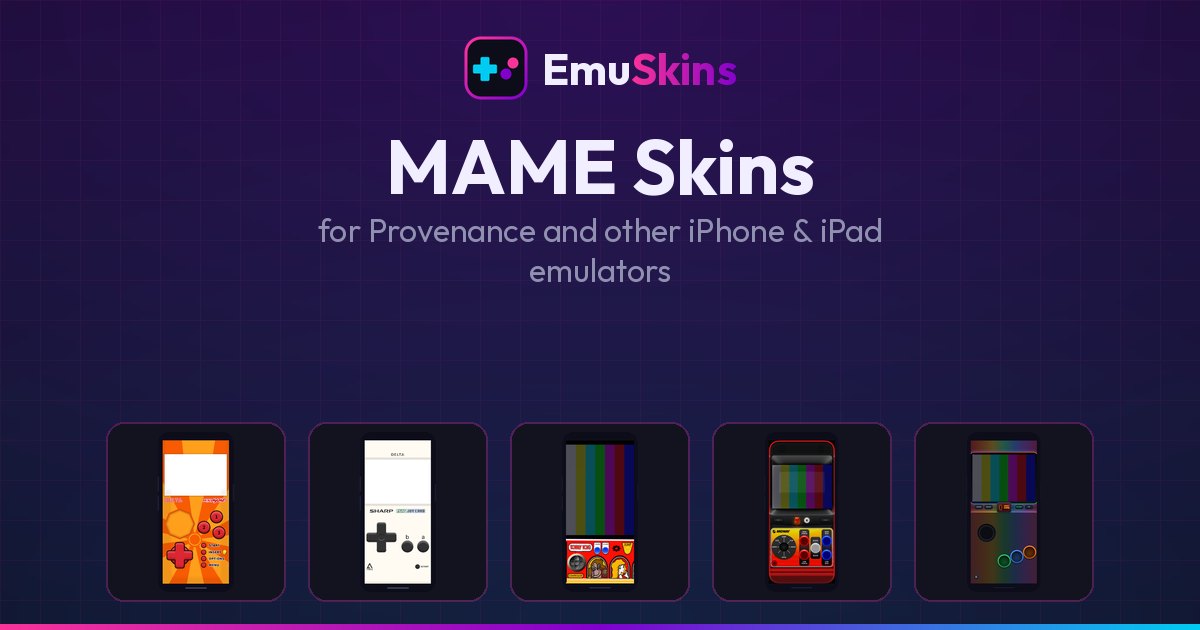 EmuSkins
MAME Skins
for Provenance and other iPhone & iPad
emulators
DELTA
SHARP
b a